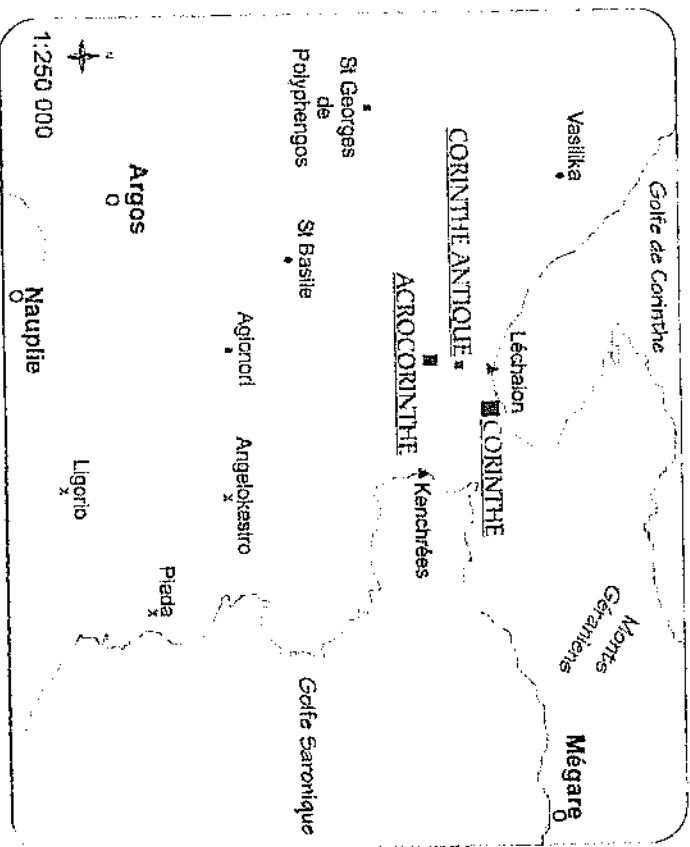 Golfe de Corinthe
Monts
Géraniens
Vasilika
Mégare
Léchaion
CORINTHE
CORINTHE ANTIQUE
Kenchrées
ACROCORINTHE
St Georges
de
Polyphengos
St Basile
Golfe Saronique
Agionori
Angelokastro
Piada
Argos
N
Ligorio
1:250 000
Nauplie